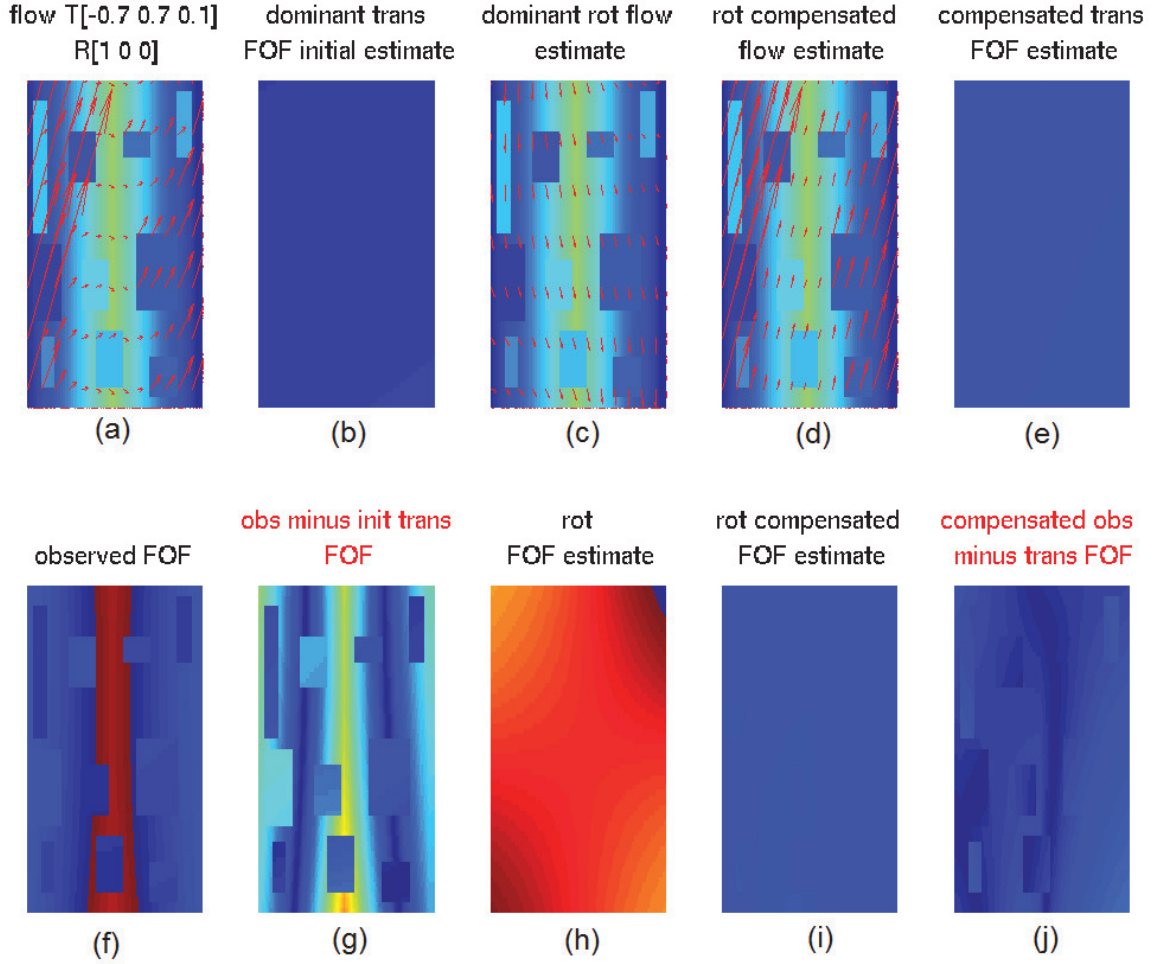 flow T[-0.7 0.7 0.1]
R[1 0 0]
dominant trans
FOF initial estimate
dominant rot flow
estimate
rot compensated
flow estimate
compensated trans
FOF estimate
(a)
(b)
(c)
(d)
(e)
observed FOF
obs minus init trans
FOF
rot
FOF estimate
rot compensated
FOF estimate
compensated obs
minus trans FOF
(f)
(g)
(h)
(i)
(j)